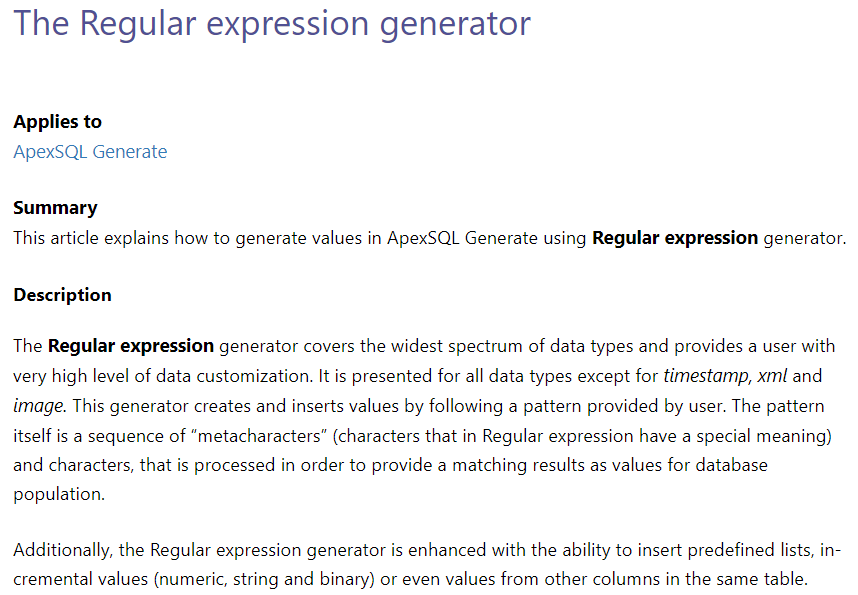 The Regular expression generator
Applies to
ApexSQL Generate
Summary
This article explains how to generate values in ApexSQL Generate using Regular expression generator.
Description
The Regular expression generator covers the widest spectrum of data types and provides a user with
very high level of data customization. It is presented for all data types except for timestamp, xml and
image. This generator creates and inserts values by following a pattern provided by user. The pattern
itself is a sequence of “metacharacters” (characters that in Regular expression have a special meaning)
and characters, that is processed in order to provide a matching results as values for database
population.
Additionally, the Regular expression generator is enhanced with the ability to insert predefined lists, in-
cremental values (numeric, string and binary) or even values from other columns in the same table.